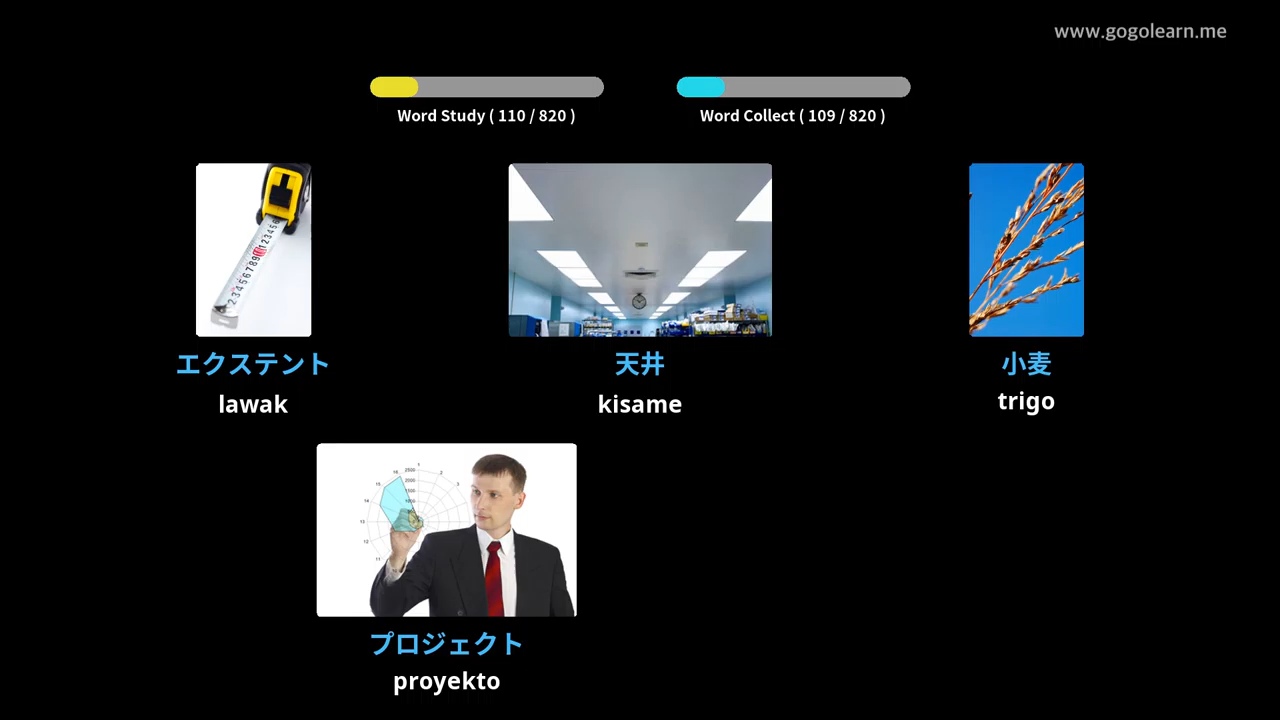 www.gogolearn.me
Word Study ( 110 / 820 )
Word Collect ( 109 / 820 )
エクステント
lawak
天井
kisame
小麦
trigo
プロジェクト
proyekto